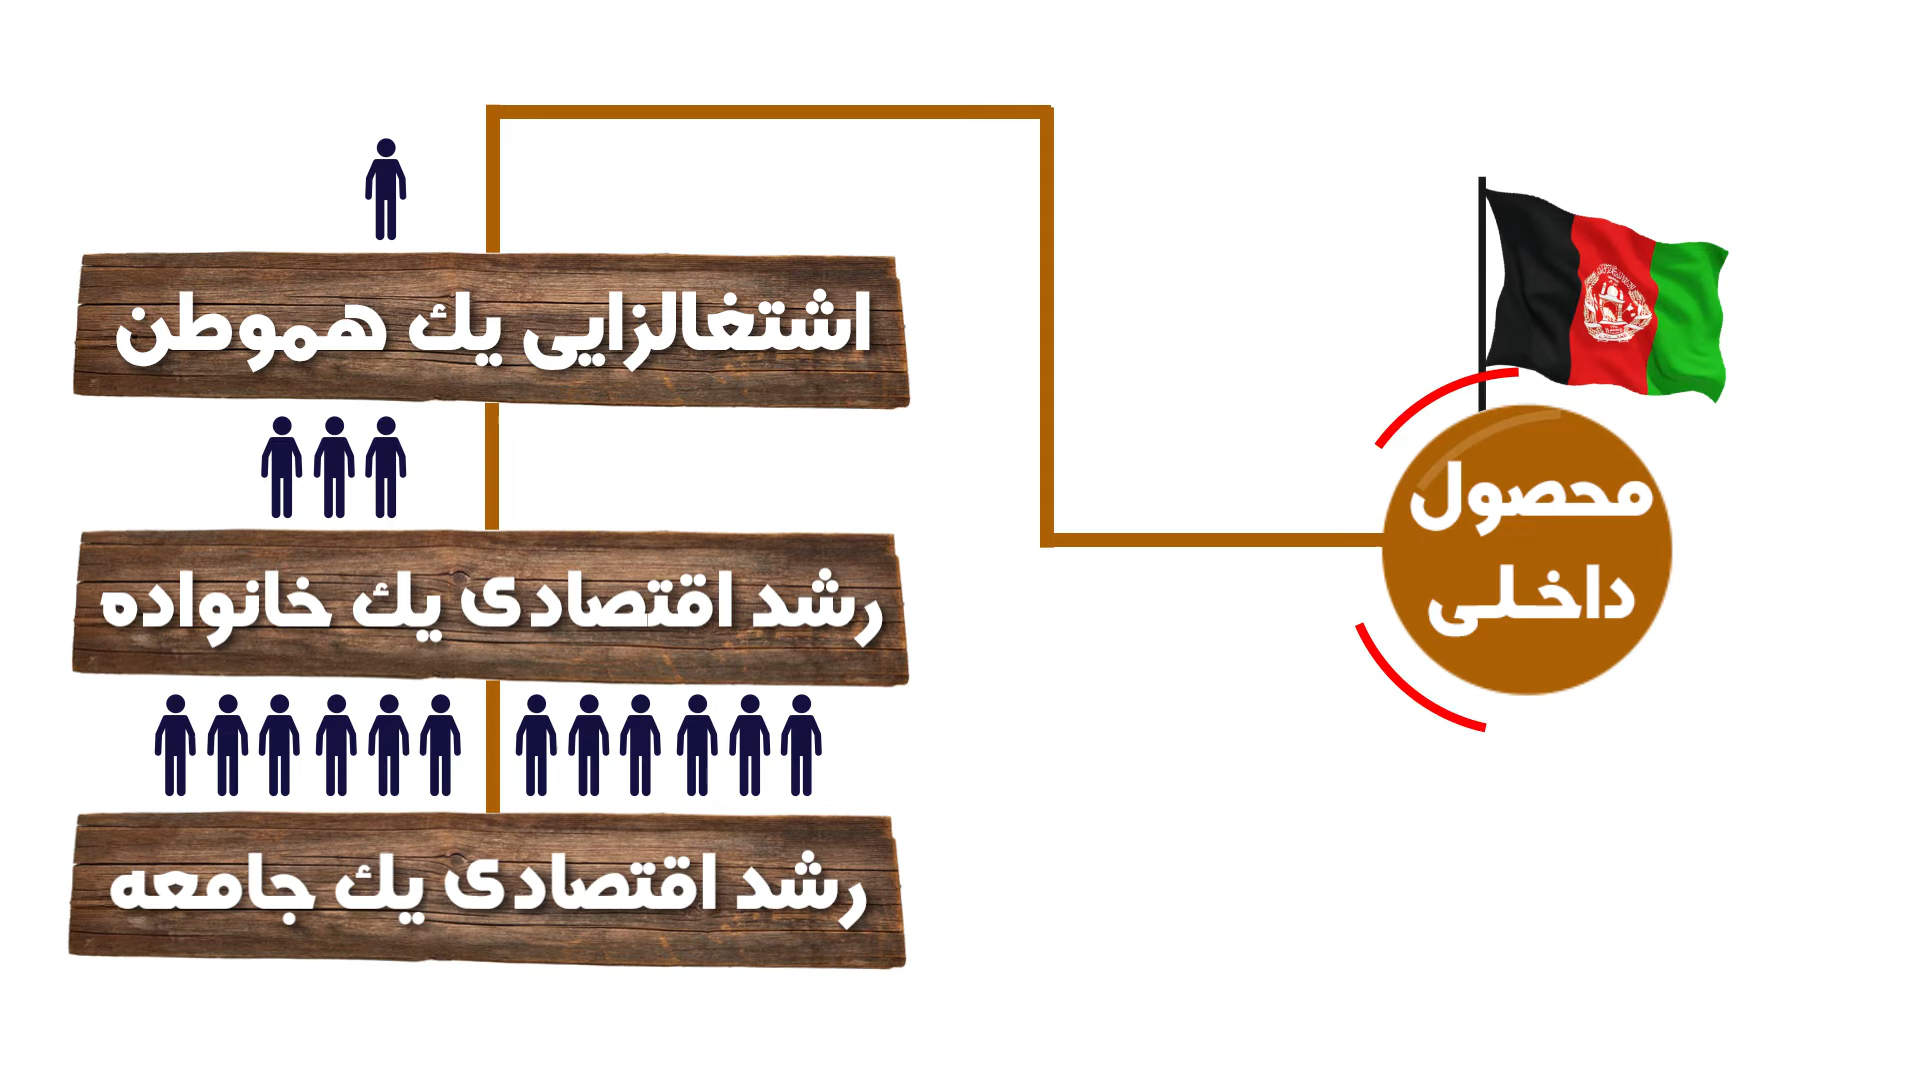 محصول
داخلی
اشتغالزایی یك هموطن
رشد اقتصادی یك خانواده
رشد اقتصادی یك جامعه